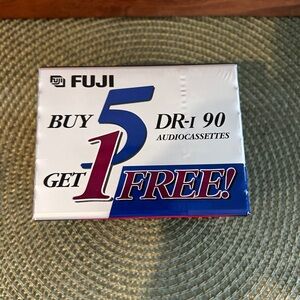 FUJI
BUY 5 DR-I 90
AUDIOCASSETTES
GET 1 FREE!